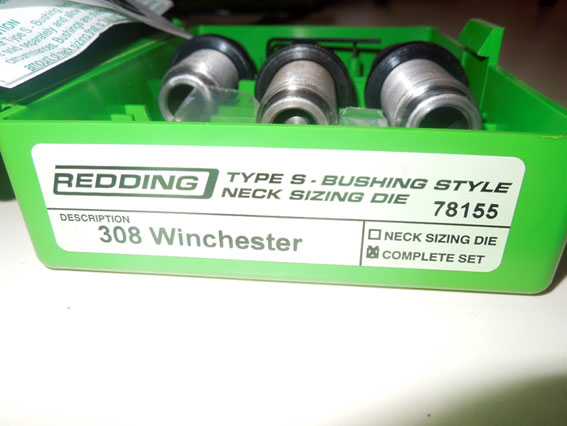 REDDING
TYPE S - BUSHING STYLE
NECK SIZING DIE 78155
DESCRIPTION
308 Winchester
NECK SIZING DIE
COMPLETE SET